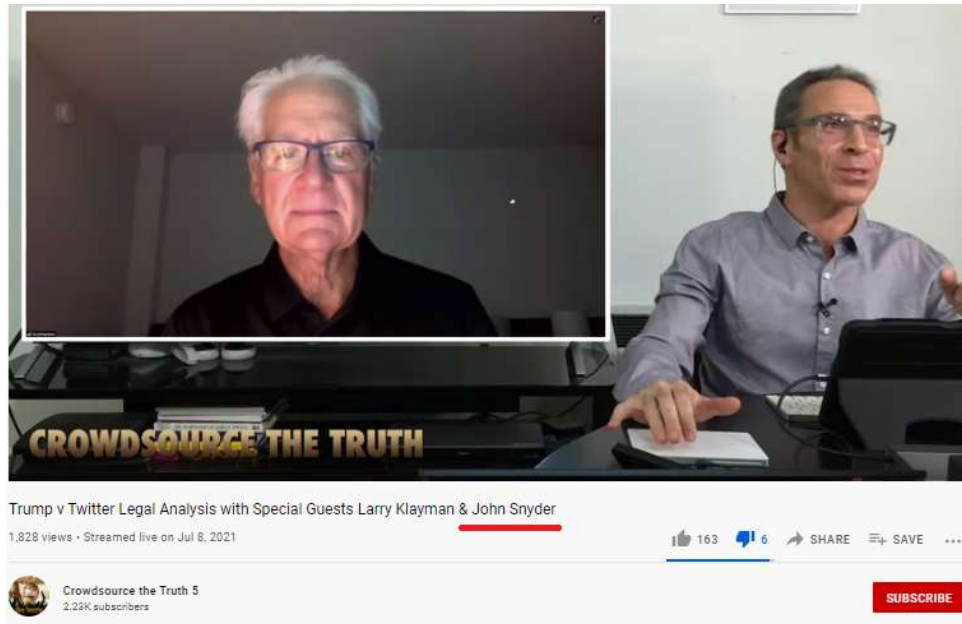 CROWDSOURCE THE TRUTH
Trump v Twitter Legal Analysis with Special Guests Larry Klayman & John Snyder
1,828 views • Streamed live on Jul 8, 2021
163
6
SHARE
SAVE
...
Crowdsource the Truth 5
2.23K subscribers
SUBSCRIBE